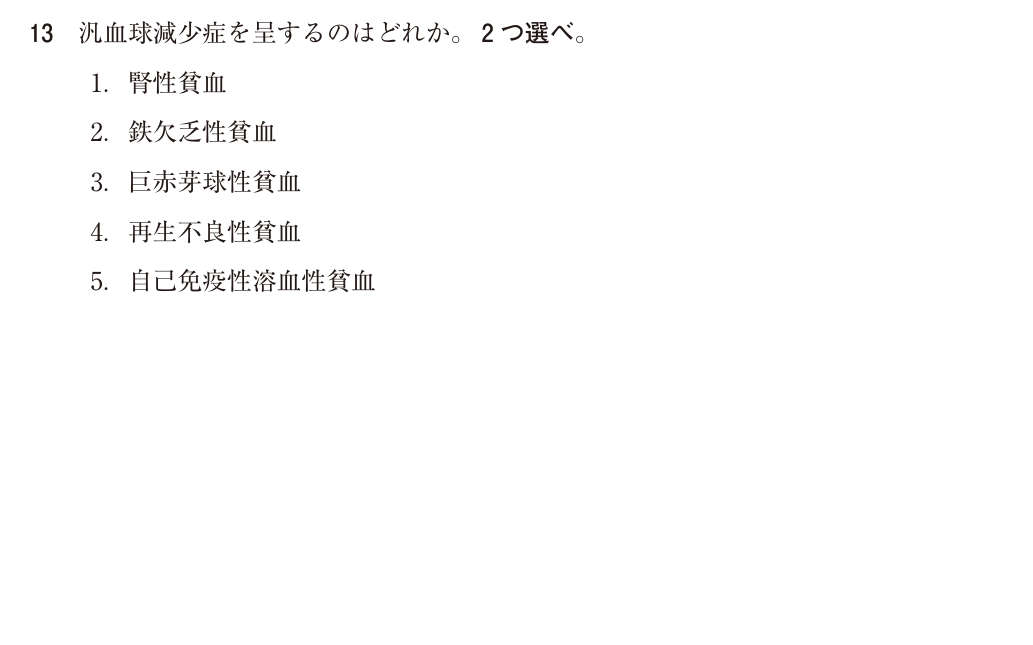 13 汎血球減少症を呈するのはどれか。2つ選べ。
1. 腎性貧血
2. 鉄欠乏性貧血
3. 巨赤芽球性貧血
4. 再生不良性貧血
5. 自己免疫性溶血性貧血